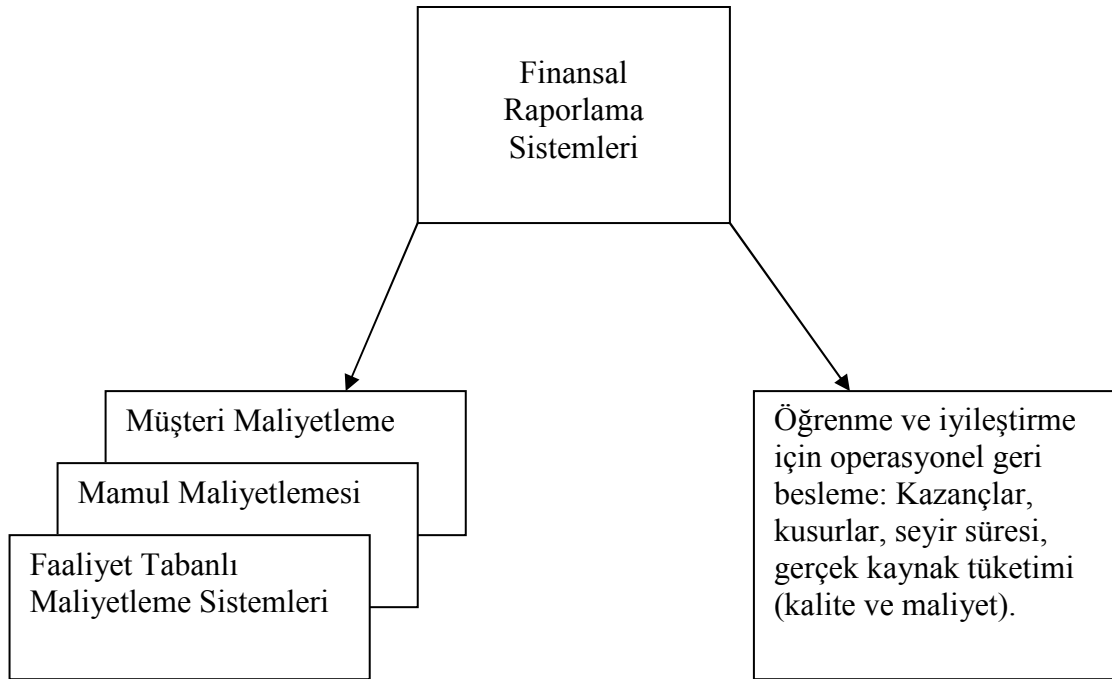 Finansal
Raporlama
Sistemleri
Müşteri Maliyetleme
Mamul Maliyetlemesi
Faaliyet Tabanlı
Maliyetleme Sistemleri
Öğrenme ve iyileştirme
için operasyonel geri
besleme: Kazançlar,
kusurlar, seyir süresi,
gerçek kaynak tüketimi
(kalite ve maliyet).